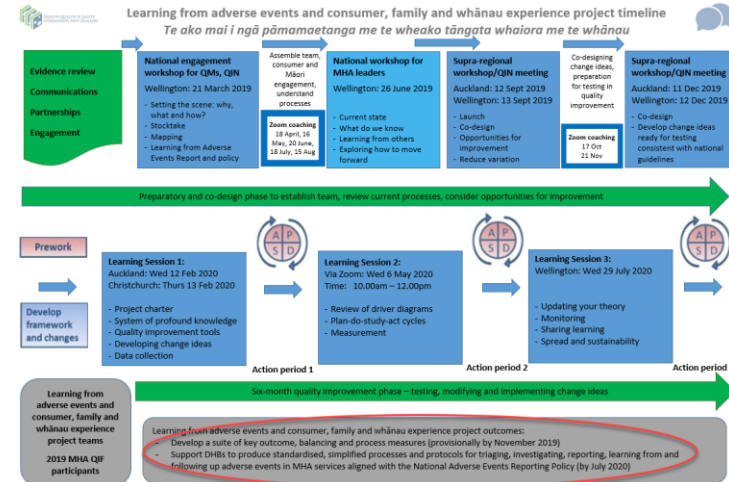 HEALTH QUALITY & SAFETY
COMMISSION NEW ZEALAND
Learning from adverse events and consumer, family and whānau experience project timeline
Te ako mai i ngā pāmamaetanga me te wheako tāngata whaiora me te whānau
Evidence review
Communications
Partnerships
Engagement
National engagement
workshop for QMs, QIN
Wellington: 21 March 2019
- Setting the scene: why,
what and how?
- Stocktake
- Mapping
- Learning from Adverse
Events Report and policy
Assemble team,
consumer and
Māori
engagement,
understand
processes
Zoom coaching
18 April, 16
May, 20 June,
18 July, 15 Aug
National workshop for
MHA leaders
Wellington: 26 June 2019
- Current state
- What do we know
- Learning from others
- Exploring how to move
forward
Supra-regional
workshop/QIN meeting
Auckland: 12 Sept 2019
Wellington: 13 Sept 2019
- Launch
- Co-design
- Opportunities for
improvement
- Reduce variation
Co-designing
change ideas,
preparation
for testing in
quality
improvement
Zoom coaching
17 Oct
21 Nov
Supra-regional
workshop/QIN meeting
Auckland: 11 Dec 2019
Wellington: 12 Dec 2019
- Co-design
- Develop change ideas
ready for testing
consistent with national
guidelines
Preparatory and co-design phase to establish team, review current processes, consider opportunities for improvement
Prework
Develop
framework
and changes
Learning Session 1:
Auckland: Wed 12 Feb 2020
Christchurch: Thurs 13 Feb 2020
- Project charter
- System of profound knowledge
- Quality improvement tools
- Developing change ideas
- Data collection
A P
S D
Action period 1
Learning Session 2:
Via Zoom: Wed 6 May 2020
Time: 10.00am – 12.00pm
- Review of driver diagrams
- Plan-do-study-act cycles
- Measurement
A P
S D
Action period 2
Learning Session 3:
Wellington: Wed 29 July 2020
- Updating your theory
- Monitoring
- Sharing learning
- Spread and sustainability
A P
S D
Action period
Six-month quality improvement phase – testing, modifying and implementing change ideas
Learning from
adverse events and
consumer, family and
whānau experience
project teams
2019 MHA QIF
participants
Learning from adverse events and consumer, family and whānau experience project outcomes:
- Develop a suite of key outcome, balancing and process measures (provisionally by November 2019)
- Support DHBs to produce standardised, simplified processes and protocols for triaging, investigating, reporting, learning from and
following up adverse events in MHA services aligned with the National Adverse Events Reporting Policy (by July 2020)